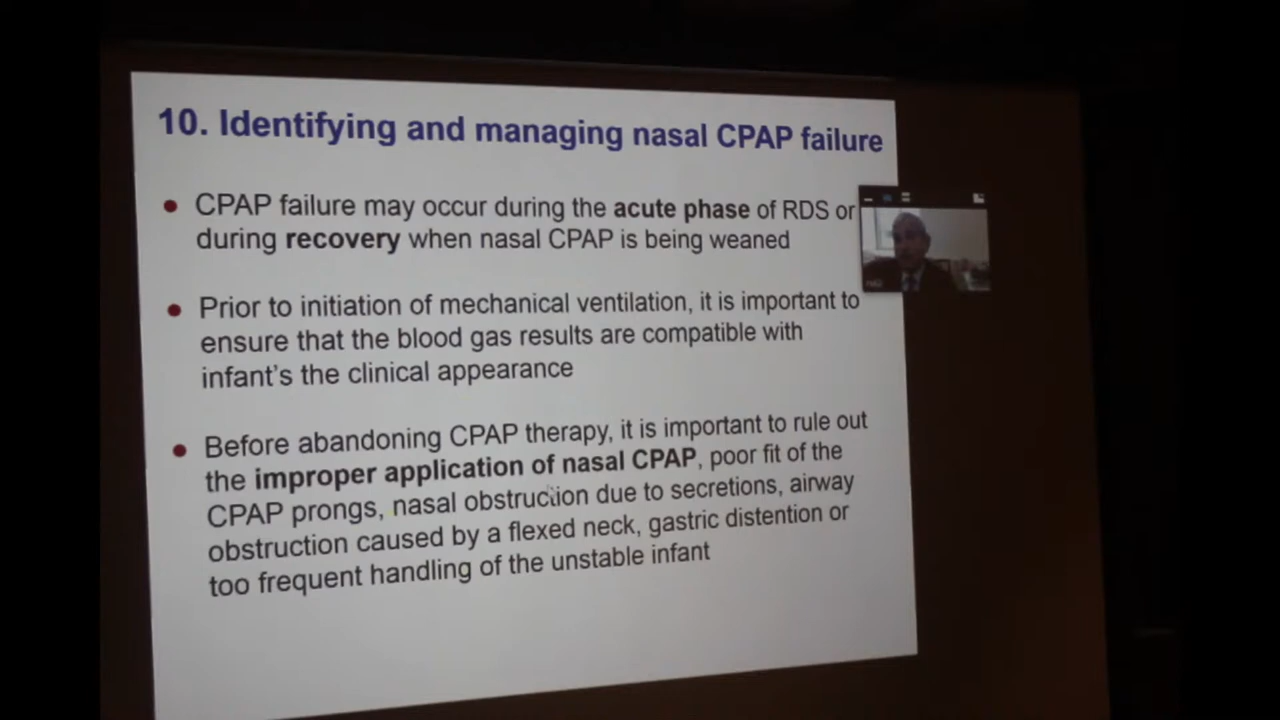 10. Identifying and managing nasal CPAP failure
CPAP failure may occur during the acute phase of RDS or
during recovery when nasal CPAP is being weaned
Prior to initiation of mechanical ventilation, it is important to
ensure that the blood gas results are compatible with
infant's the clinical appearance
Before abandoning CPAP therapy, it is important to rule out
the improper application of nasal CPAP, poor fit of the
CPAP prongs, nasal obstruction due to secretions, airway
obstruction caused by a flexed neck, gastric distention or
too frequent handling of the unstable infant